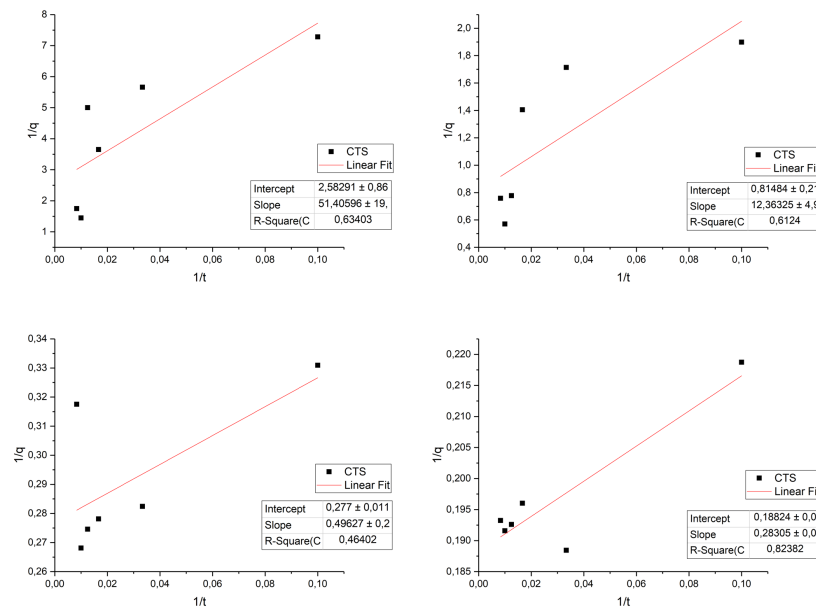 8
7
6
5
4
3
2
1
1/q
0,00
0,02
0,04
0,06
0,08
0,10
1/t
CTS
Linear Fit
Intercept 2,58291 ± 0,86
Slope 51,40596 ± 19,
R-Square(C 0,63403
2,0
1,6
1,2
1,0
0,8
0,6
0,4
1/q
0,00
0,02
0,04
0,06
0,08
0,10
1/t
CTS
Linear Fit
Intercept 0,81484 ± 0,21
Slope 12,36325 ± 4,9
R-Square(C 0,6124
0,34
0,33
0,32
0,31
0,30
0,29
0,28
0,27
0,26
1/q
0,00
0,02
0,04
0,06
0,08
0,10
1/t
CTS
Linear Fit
Intercept 0,277 ± 0,011
Slope 0,49627 ± 0,2
R-Square(C 0,46402
0,220
0,215
0,210
0,205
0,200
0,195
0,190
0,185
1/q
0,00
0,02
0,04
0,06
0,08
0,10
1/t
CTS
Linear Fit
Intercept 0,18824 ± 0,0
Slope 0,28305 ± 0,0
R-Square(C 0,82382